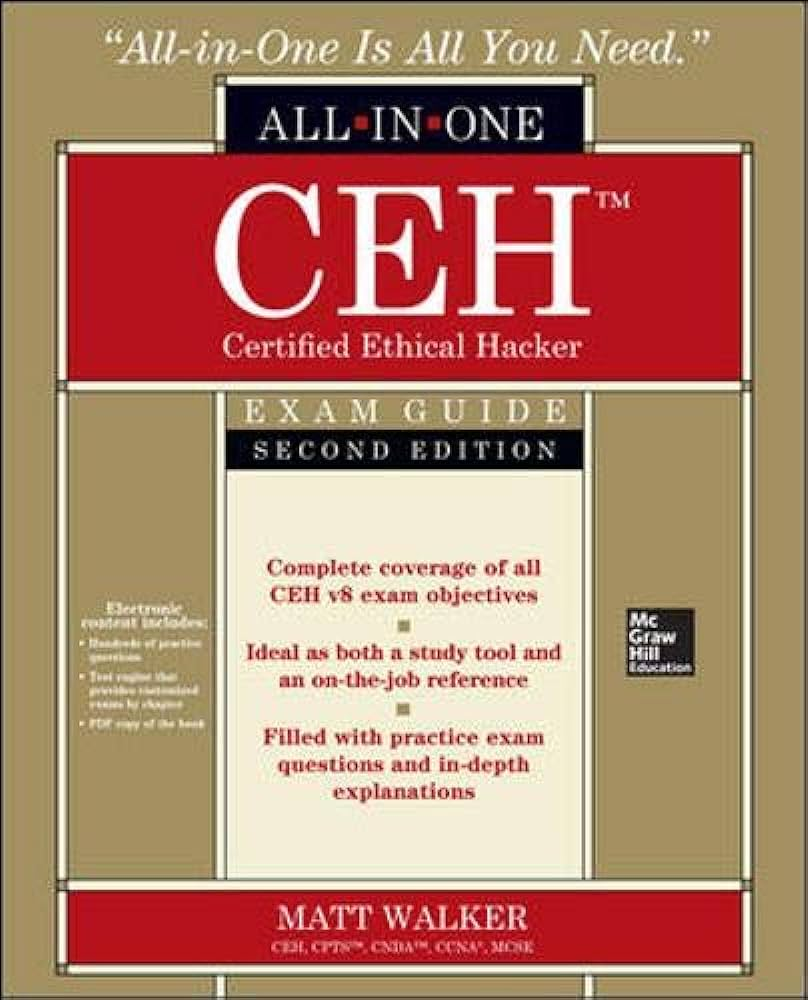 “All-in-One Is All You Need.”
ALL▪IN▪ONE
CEH™
Certified Ethical Hacker
EXAM GUIDE
SECOND EDITION
Complete coverage of all
CEH v8 exam objectives
Ideal as both a study tool and
an on-the-job reference
Filled with practice exam
questions and in-depth
explanations
Electronic
content includes:
• Hundreds of practice
questions
• Test engine that
provides customized
exams by chapter
• PDF copy of the book
Mc
Graw
Hill
Education
MATT WALKER
CEH, CPTS™, CNDA™, CCNA®, MCSE